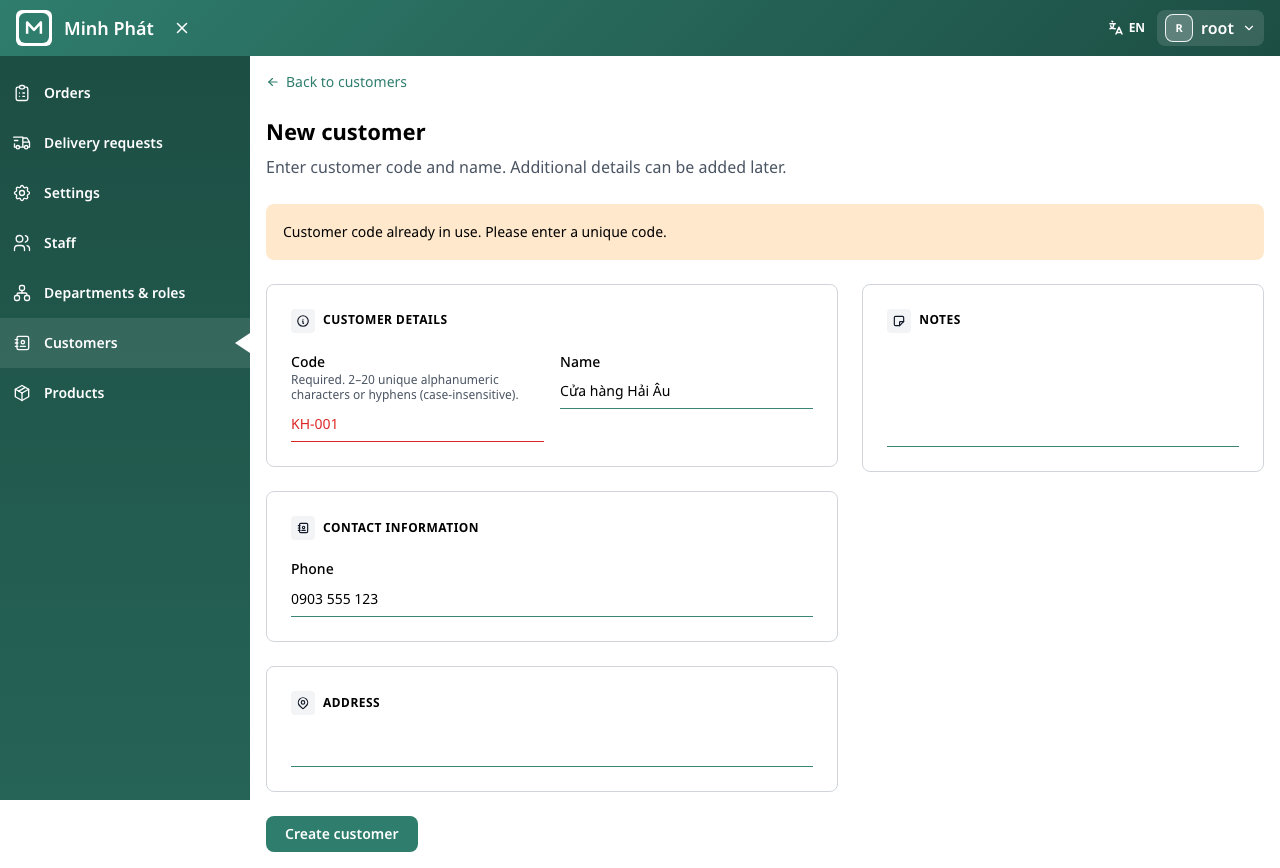 Minh Phát
EN
R
root
Orders
Delivery requests
Settings
Staff
Departments & roles
Customers
Products
Back to customers
New customer
Enter customer code and name. Additional details can be added later.
Customer code already in use. Please enter a unique code.
CUSTOMER DETAILS
Code
Required. 2–20 unique alphanumeric
characters or hyphens (case-insensitive).
KH-001
Name
Cửa hàng Hải Âu
NOTES
CONTACT INFORMATION
Phone
0903 555 123
ADDRESS
Create customer